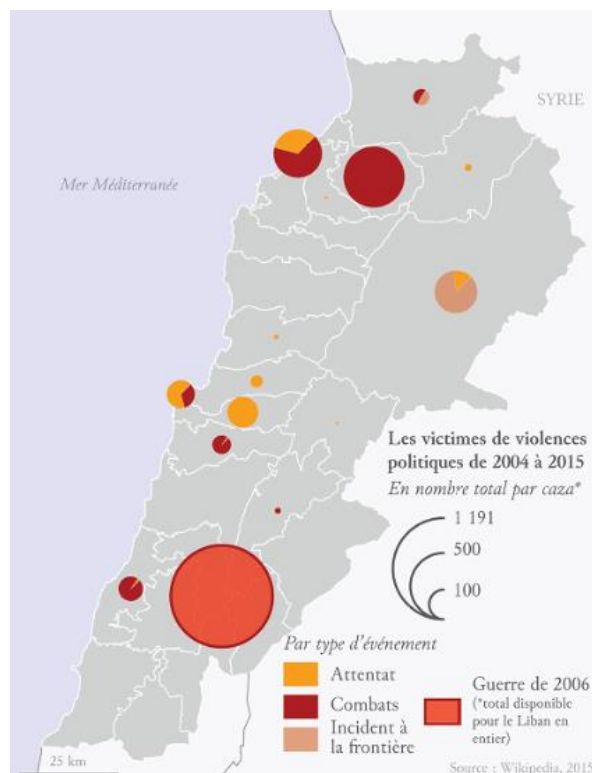 SYRIE
Mer Méditerranée
Les victimes de violences
politiques de 2004 à 2015
En nombre total par caza*
1 191
500
100
Par type d'événement
Attentat
Combats
Incident à
la frontière
Guerre de 2006
(*total disponible
pour le Liban en
entier)
25 km
Source : Wikipedia, 2015